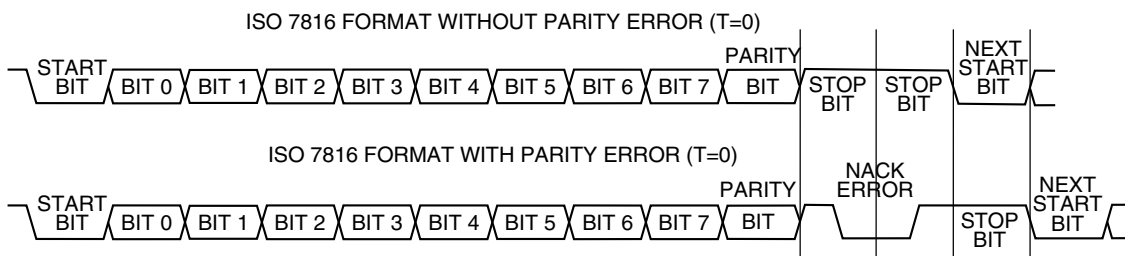 ISO 7816 FORMAT WITHOUT PARITY ERROR (T=0)
START BIT
BIT 0
BIT 1
BIT 2
BIT 3
BIT 4
BIT 5
BIT 6
BIT 7
PARITY BIT
STOP BIT
STOP BIT
NEXT START BIT
ISO 7816 FORMAT WITH PARITY ERROR (T=0)
START BIT
BIT 0
BIT 1
BIT 2
BIT 3
BIT 4
BIT 5
BIT 6
BIT 7
PARITY BIT
NACK ERROR
STOP BIT
NEXT START BIT